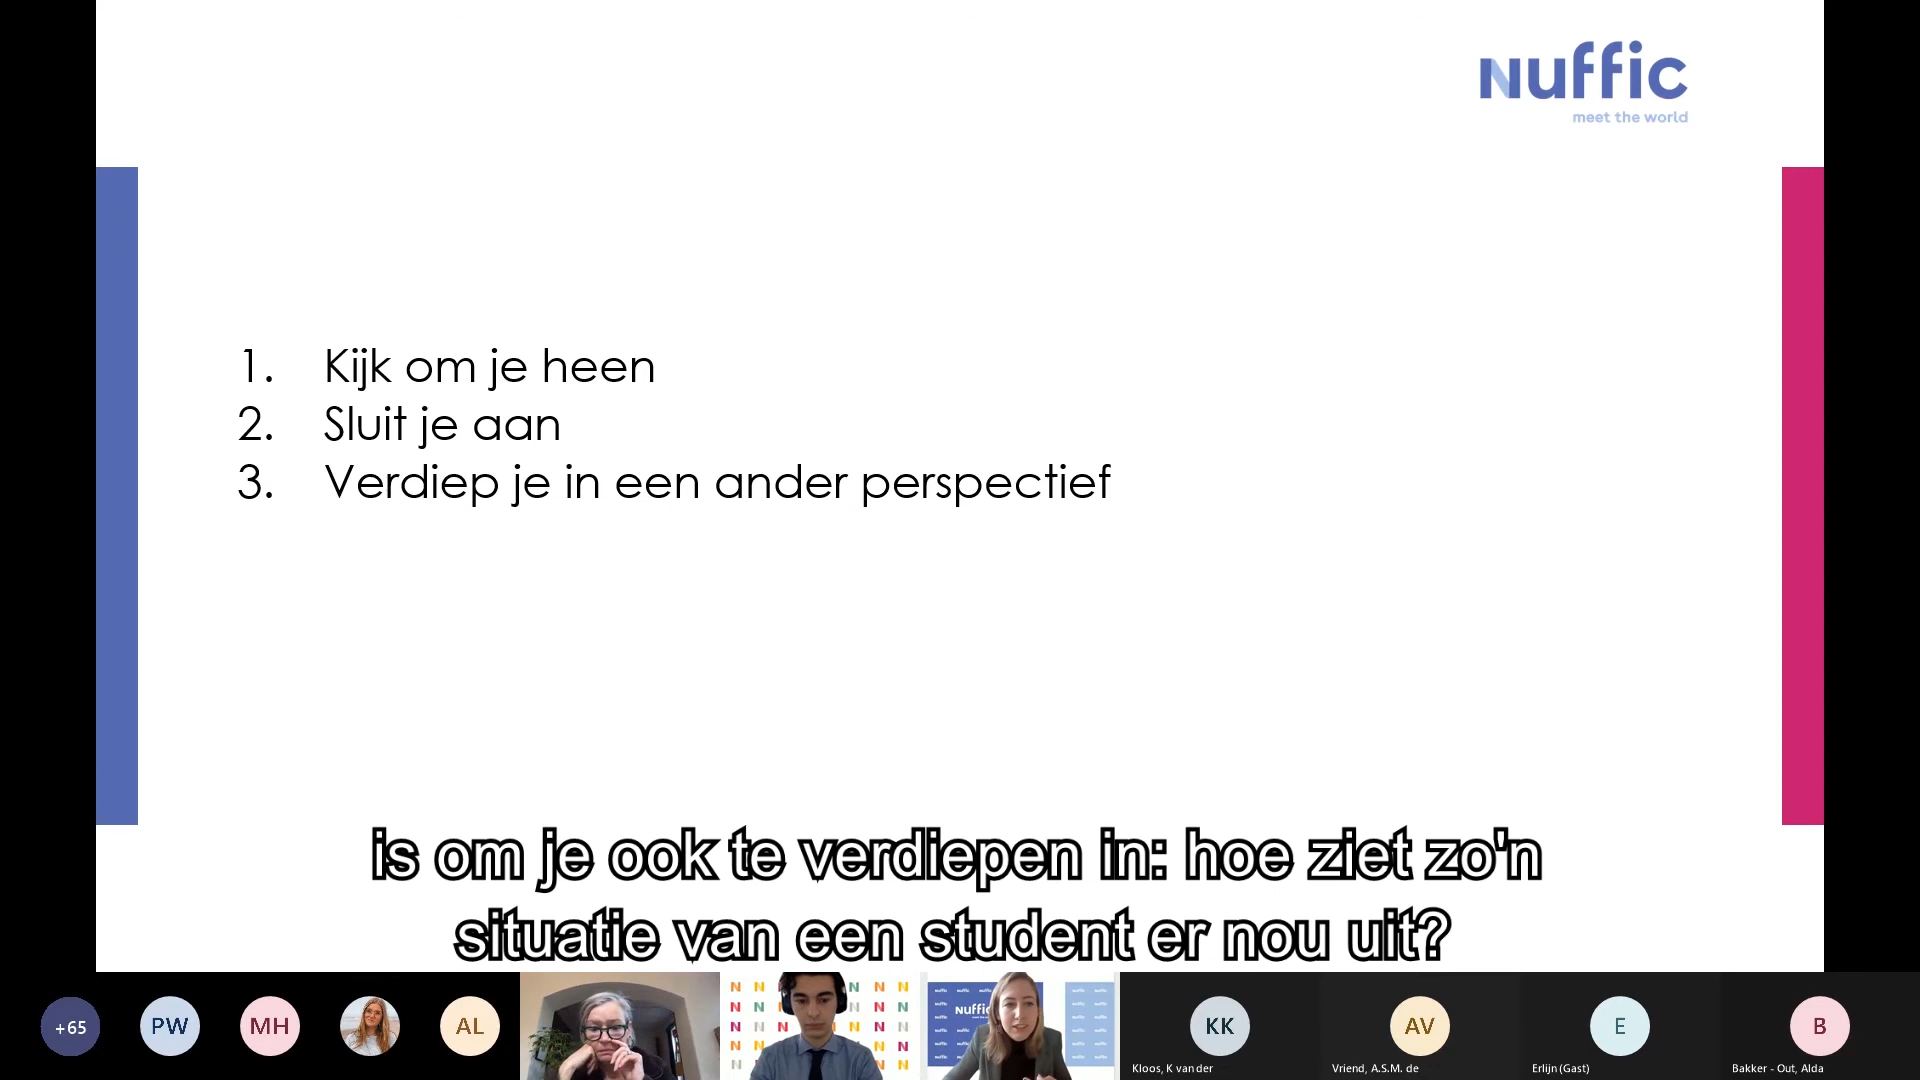 Nuffic
meet the world
1. Kijk om je heen
2. Sluit je aan
3. Verdiep je in een ander perspectief
is om je ook te verdiepen in: hoe ziet zo'n
situatie van een student er nou uit?
+65
PW
MH
AL
Nuffic
KK
AV
E
B
Kloos, K van der
Vriend, A.S.M. de
Erlijn (Gast)
Bakker - Out, Alda